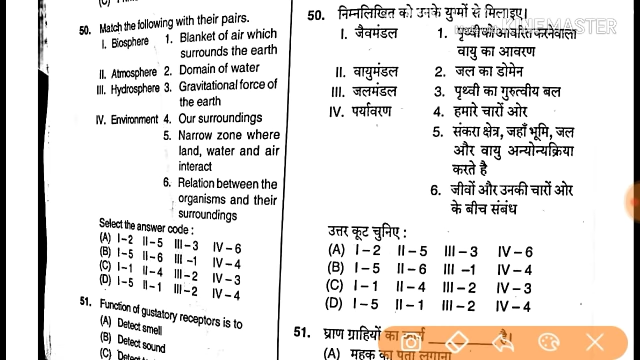 50. Match the following with their pairs.
I. Biosphere 1. Blanket of air which
surrounds the earth
II. Atmosphere 2. Domain of water
III. Hydrosphere 3. Gravitational force of
the earth
IV. Environment 4. Our surroundings
5. Narrow zone where
land, water and air
interact
6. Relation between the
organisms and their
surroundings
Select the answer code :
(A) I–2 II–5 III–3 IV–6
(B) I–5 II–6 III –1 IV–4
(C) I–1 II–4 III–2 IV–3
(D) I–5 II–1 III–2 IV–4
51. Function of gustatory receptors is to
(A) Detect smell
(B) Detect sound
50. निम्नलिखित को उनके युग्मों से मिलाइए।
I. जैवमंडल 1. पृथ्वी को आवरित करनेवाला
वायु का आवरण
II. वायुमंडल 2. जल का डोमेन
III. जलमंडल 3. पृथ्वी का गुरुत्वीय बल
IV. पर्यावरण 4. हमारे चारों ओर
5. संकरा क्षेत्र, जहाँ भूमि, जल
और वायु अन्योन्यक्रिया
करते है
6. जीवों और उनकी चारों ओर
के बीच संबंध
उत्तर कूट चुनिए :
(A) I–2 II–5 III–3 IV–6
(B) I–5 II–6 III –1 IV–4
(C) I–1 II–4 III–2 IV–3
(D) I–5 II–1 III–2 IV–4
51. घ्राण ग्राहियों का कार्य ________ है।
(A) महक का पता लगाना
KINEMASTER